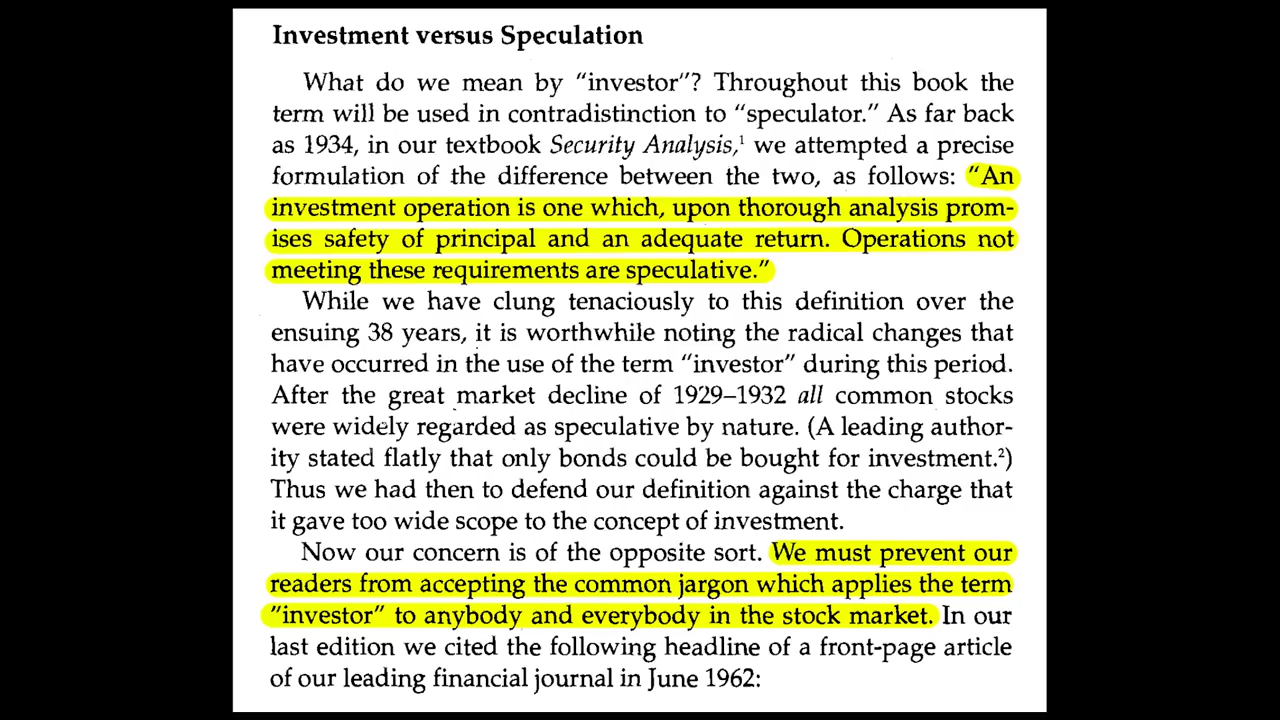 Investment versus Speculation
What do we mean by “investor”? Throughout this book the
term will be used in contradistinction to “speculator.” As far back
as 1934, in our textbook Security Analysis,¹ we attempted a precise
formulation of the difference between the two, as follows: “An
investment operation is one which, upon thorough analysis prom-
ises safety of principal and an adequate return. Operations not
meeting these requirements are speculative.”
While we have clung tenaciously to this definition over the
ensuing 38 years, it is worthwhile noting the radical changes that
have occurred in the use of the term “investor” during this period.
After the great market decline of 1929–1932 all common stocks
were widely regarded as speculative by nature. (A leading author-
ity stated flatly that only bonds could be bought for investment.²)
Thus we had then to defend our definition against the charge that
it gave too wide scope to the concept of investment.
Now our concern is of the opposite sort. We must prevent our
readers from accepting the common jargon which applies the term
“investor” to anybody and everybody in the stock market. In our
last edition we cited the following headline of a front-page article
of our leading financial journal in June 1962: